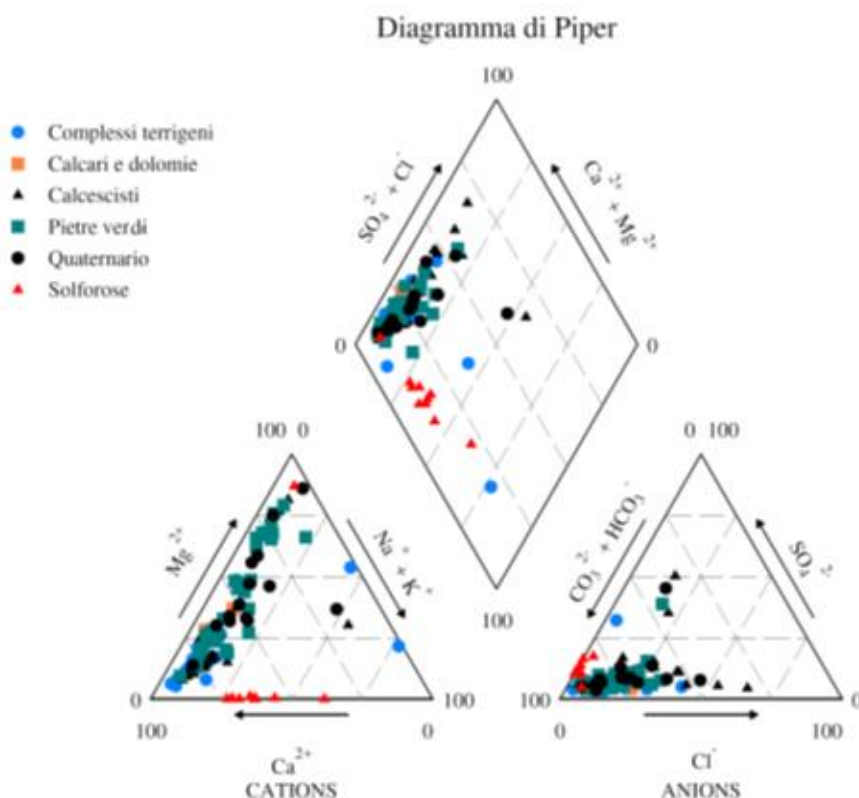 Diagramma di Piper
100
Complessi terrigeni
Calcari e dolomie
Calcescisti
Pietre verdi
Quaternario
Solforose
SO₄²⁻ + Cl⁻
Ca²⁺ + Mg²⁺
0
0
100 0
0 100
Mg²⁺
Na⁺ + K⁺
CO₃²⁻ + HCO₃⁻
SO₄²⁻
100
0
100
100
0
100
0
0
100
Ca²⁺
CATIONS
Cl⁻
ANIONS